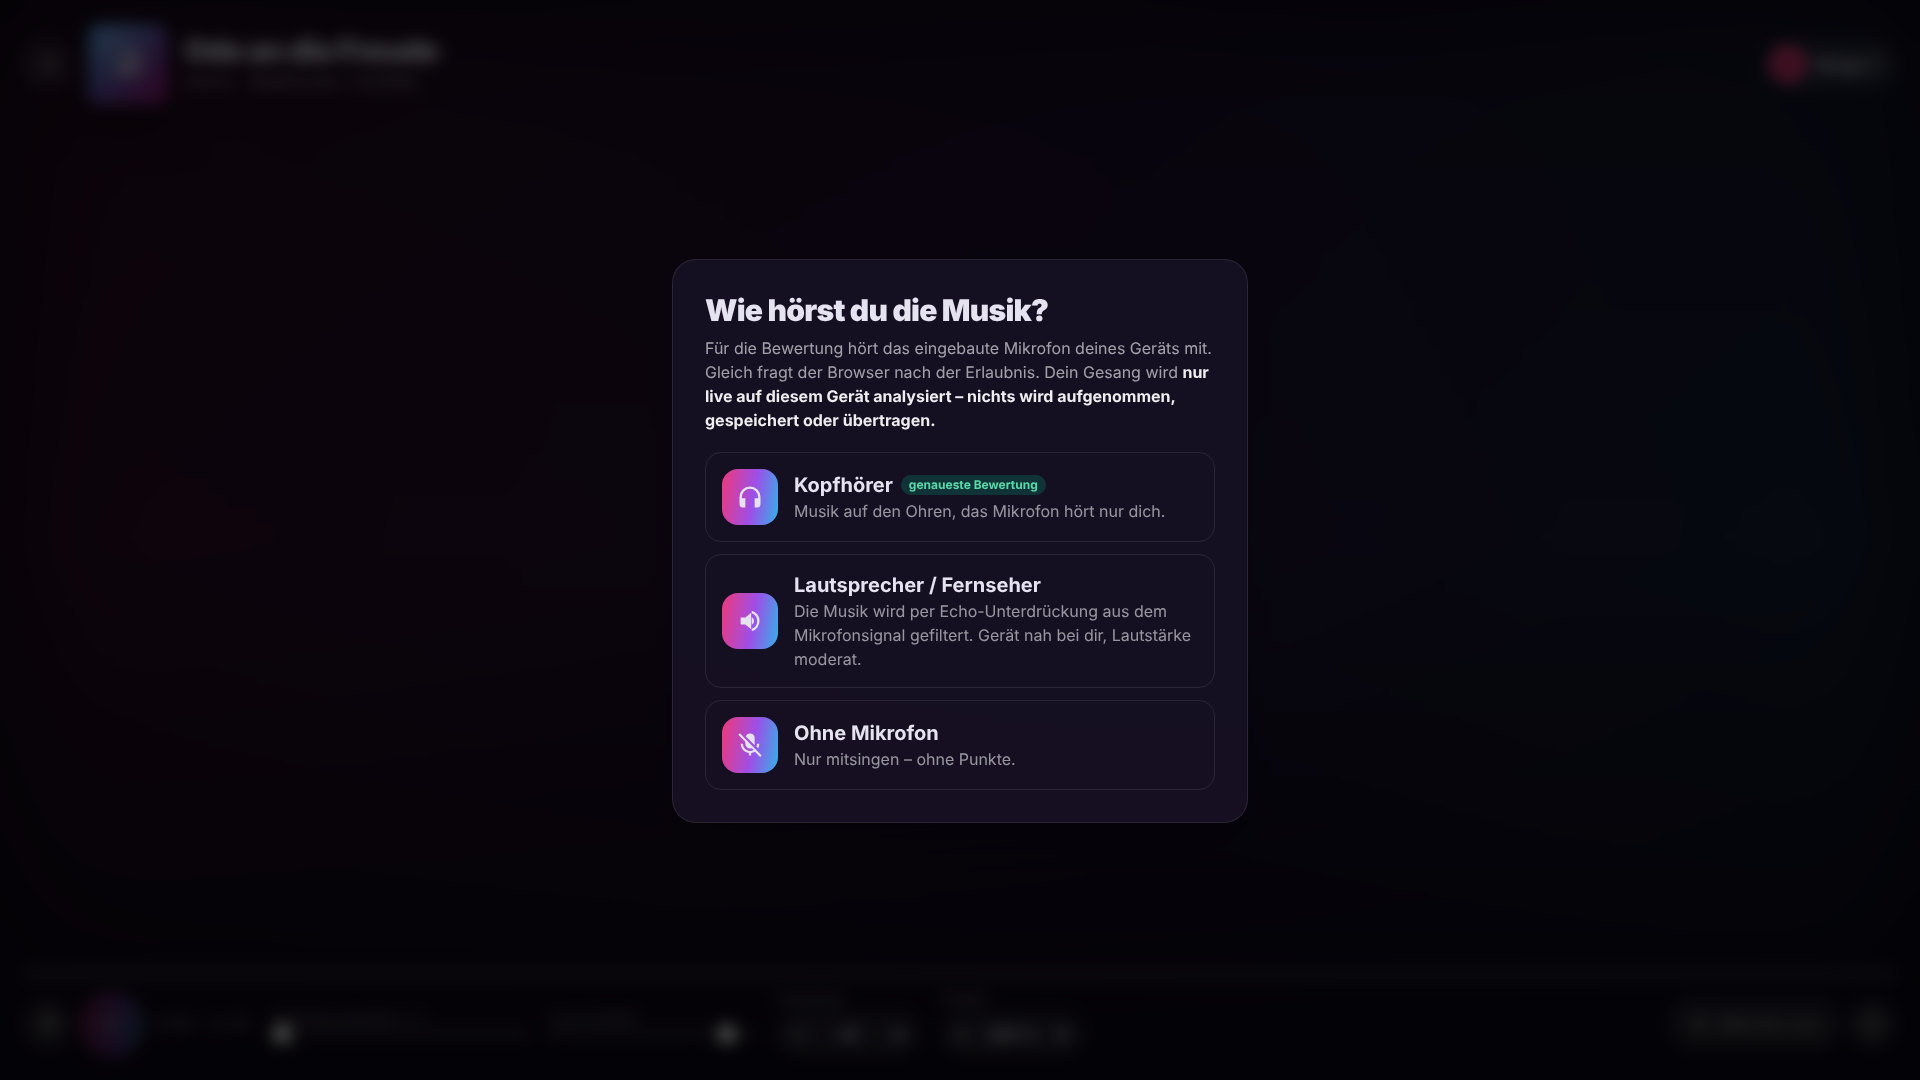 Wie hörst du die Musik?
Für die Bewertung hört das eingebaute Mikrofon deines Geräts mit.
Gleich fragt der Browser nach der Erlaubnis. Dein Gesang wird nur
live auf diesem Gerät analysiert – nichts wird aufgenommen,
gespeichert oder übertragen.
Kopfhörer genaueste Bewertung
Musik auf den Ohren, das Mikrofon hört nur dich.
Lautsprecher / Fernseher
Die Musik wird per Echo-Unterdrückung aus dem
Mikrofonsignal gefiltert. Gerät nah bei dir, Lautstärke
moderat.
Ohne Mikrofon
Nur mitsingen – ohne Punkte.